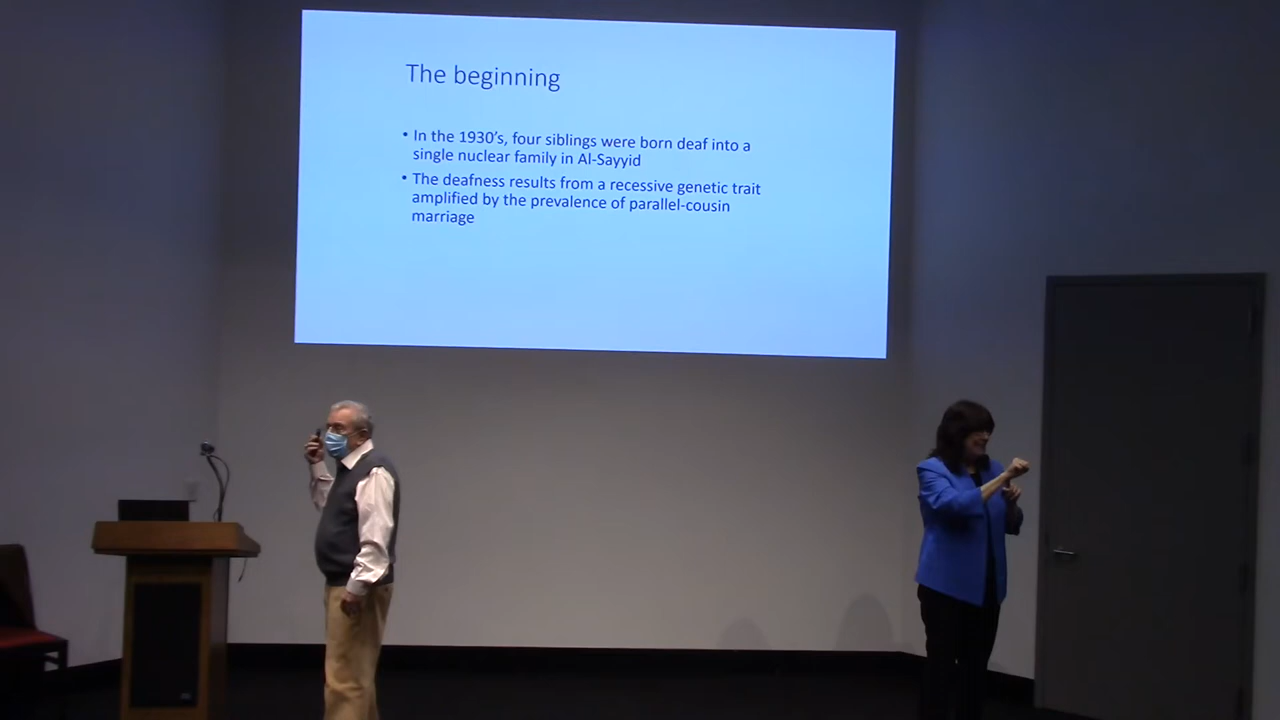 The beginning
• In the 1930's, four siblings were born deaf into a
single nuclear family in Al-Sayyid
• The deafness results from a recessive genetic trait
amplified by the prevalence of parallel-cousin
marriage